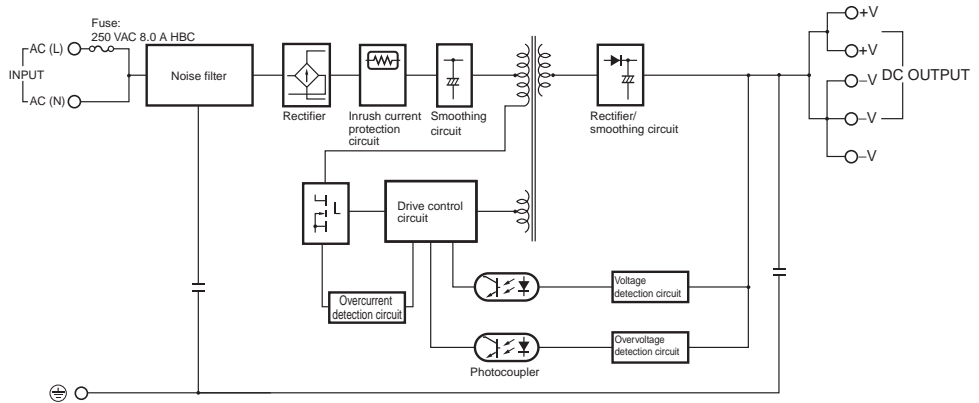 Fuse:
250 VAC 8.0 A HBC
AC (L)
INPUT
AC (N)
Noise filter
Rectifier
Inrush current
protection
circuit
Smoothing
circuit
Rectifier/
smoothing circuit
+V
+V
−V
DC OUTPUT
−V
−V
Drive control
circuit
Overcurrent
detection circuit
Voltage
detection circuit
Overvoltage
detection circuit
Photocoupler